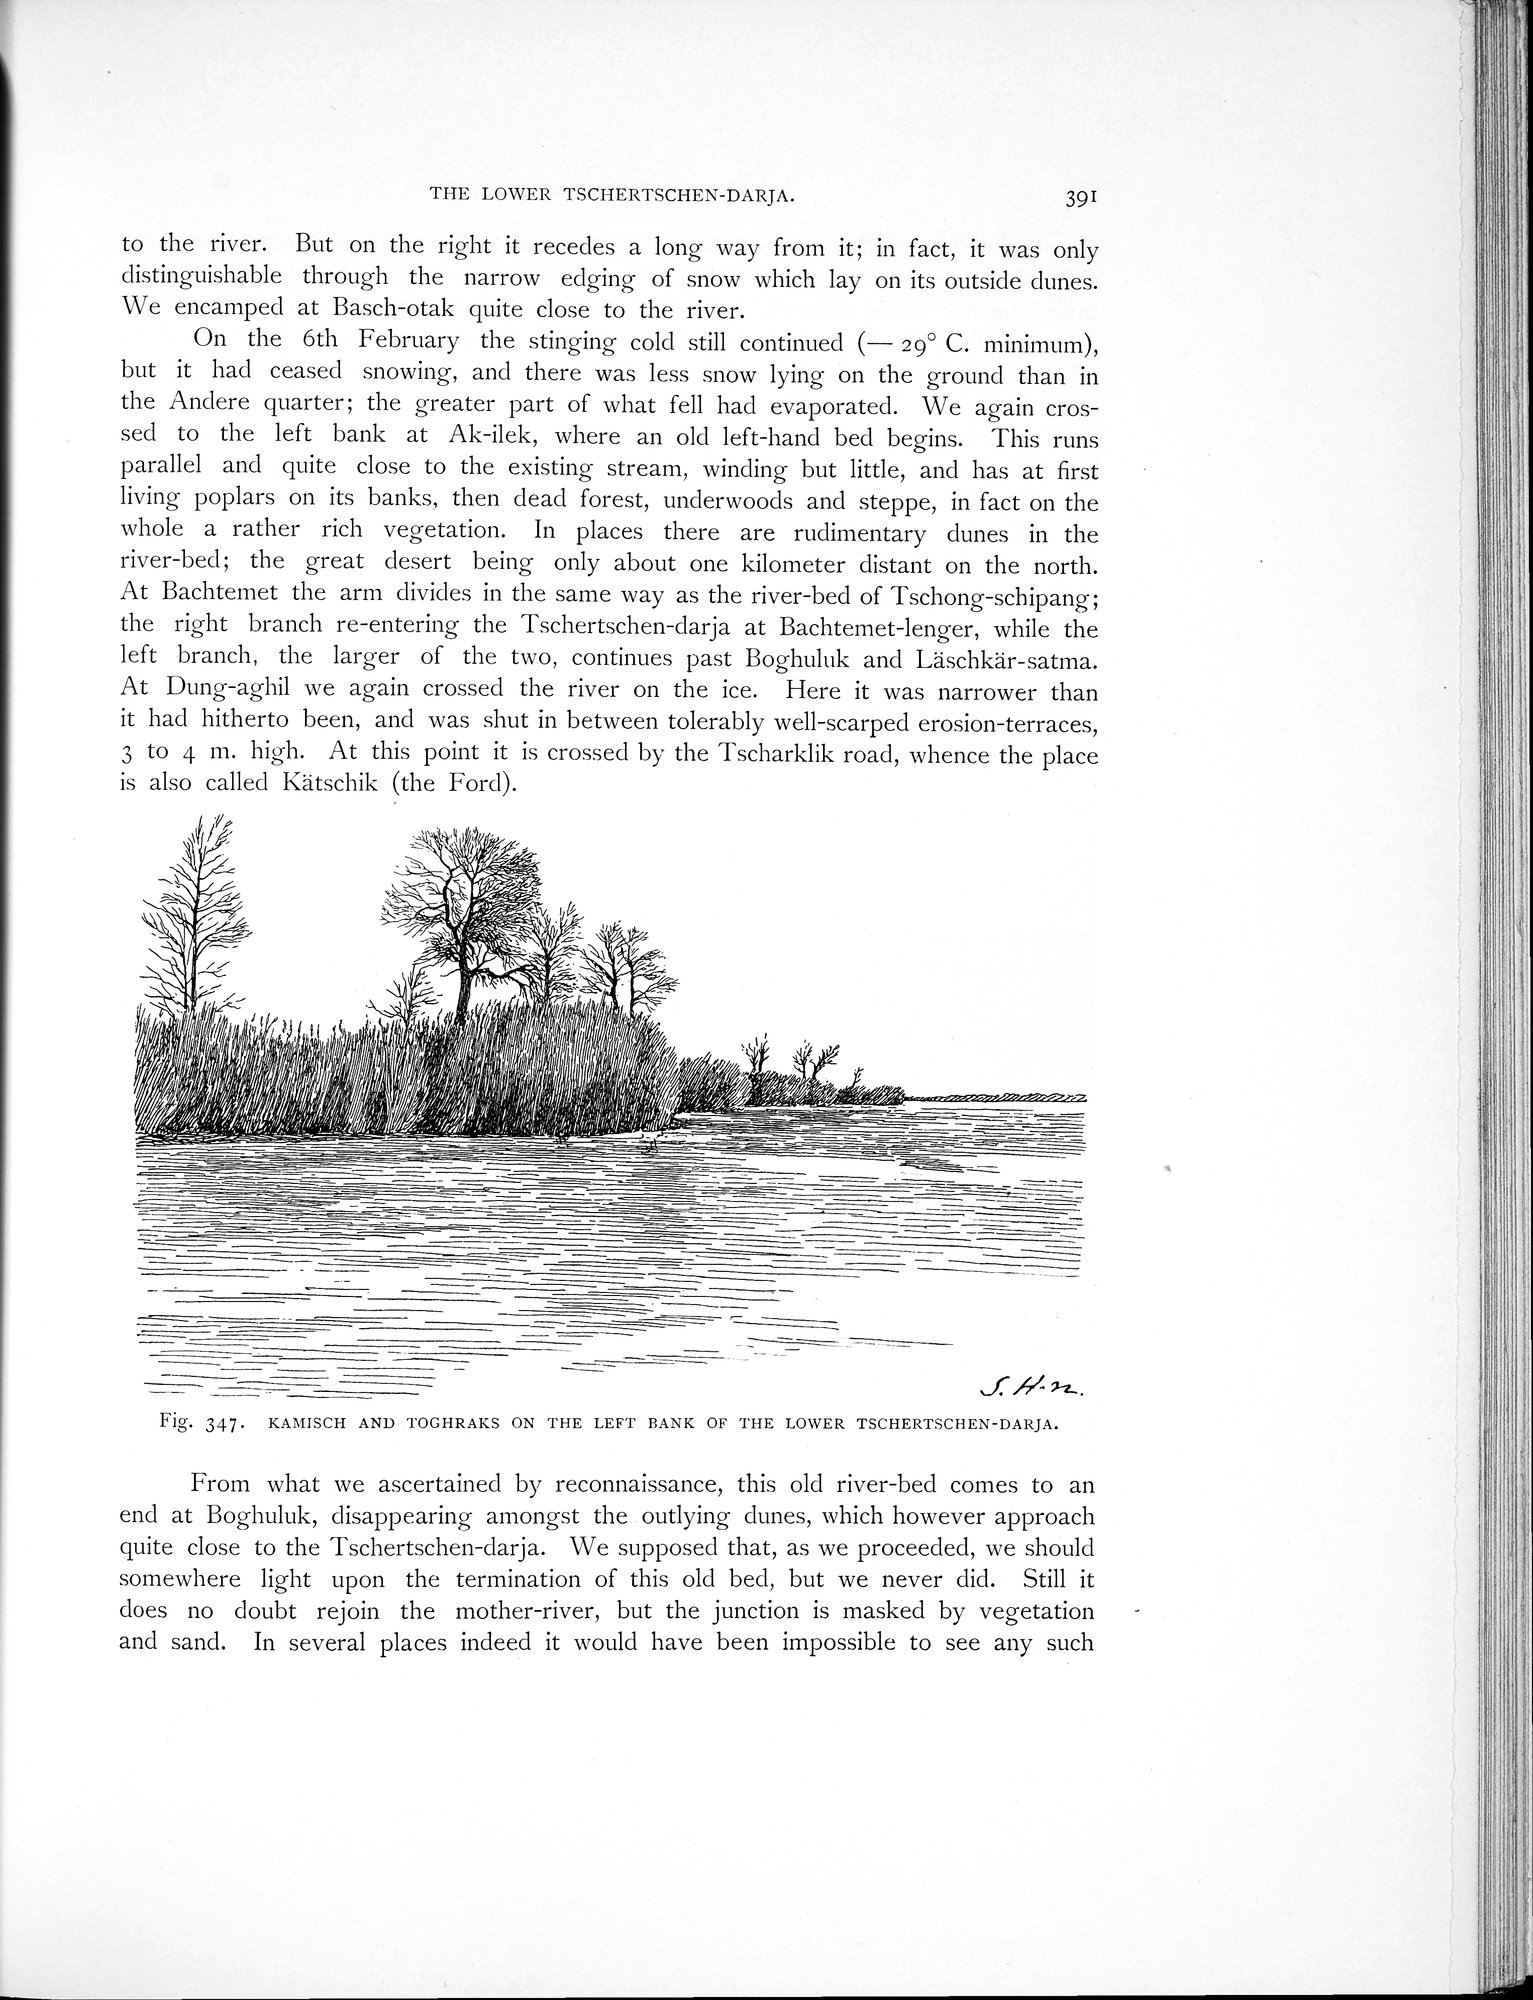 THE LOWER TSCHERTSCHEN-DARJA. 391
to the river. But on the right it recedes a long way from it; in fact, it was only
distinguishable through the narrow edging of snow which lay on its outside dunes.
We encamped at Basch-otak quite close to the river.
On the 6th February the stinging cold still continued (— 29° C. minimum),
but it had ceased snowing, and there was less snow lying on the ground than in
the Andere quarter; the greater part of what fell had evaporated. We again cros-
sed to the left bank at Ak-ilek, where an old left-hand bed begins. This runs
parallel and quite close to the existing stream, winding but little, and has at first
living poplars on its banks, then dead forest, underwoods and steppe, in fact on the
whole a rather rich vegetation. In places there are rudimentary dunes in the
river-bed; the great desert being only about one kilometer distant on the north.
At Bachtemet the arm divides in the same way as the river-bed of Tschong-schipang;
the right branch re-entering the Tschertschen-darja at Bachtemet-lenger, while the
left branch, the larger of the two, continues past Boghuluk and Läschkär-satma.
At Dung-aghil we again crossed the river on the ice. Here it was narrower than
it had hitherto been, and was shut in between tolerably well-scarped erosion-terraces,
3 to 4 m. high. At this point it is crossed by the Tscharklik road, whence the place
is also called Kätschik (the Ford).
S. H-n.
Fig. 347. KAMISCH AND TOGHRAKS ON THE LEFT BANK OF THE LOWER TSCHERTSCHEN-DARJA.
From what we ascertained by reconnaissance, this old river-bed comes to an
end at Boghuluk, disappearing amongst the outlying dunes, which however approach
quite close to the Tschertschen-darja. We supposed that, as we proceeded, we should
somewhere light upon the termination of this old bed, but we never did. Still it
does no doubt rejoin the mother-river, but the junction is masked by vegetation
and sand. In several places indeed it would have been impossible to see any such